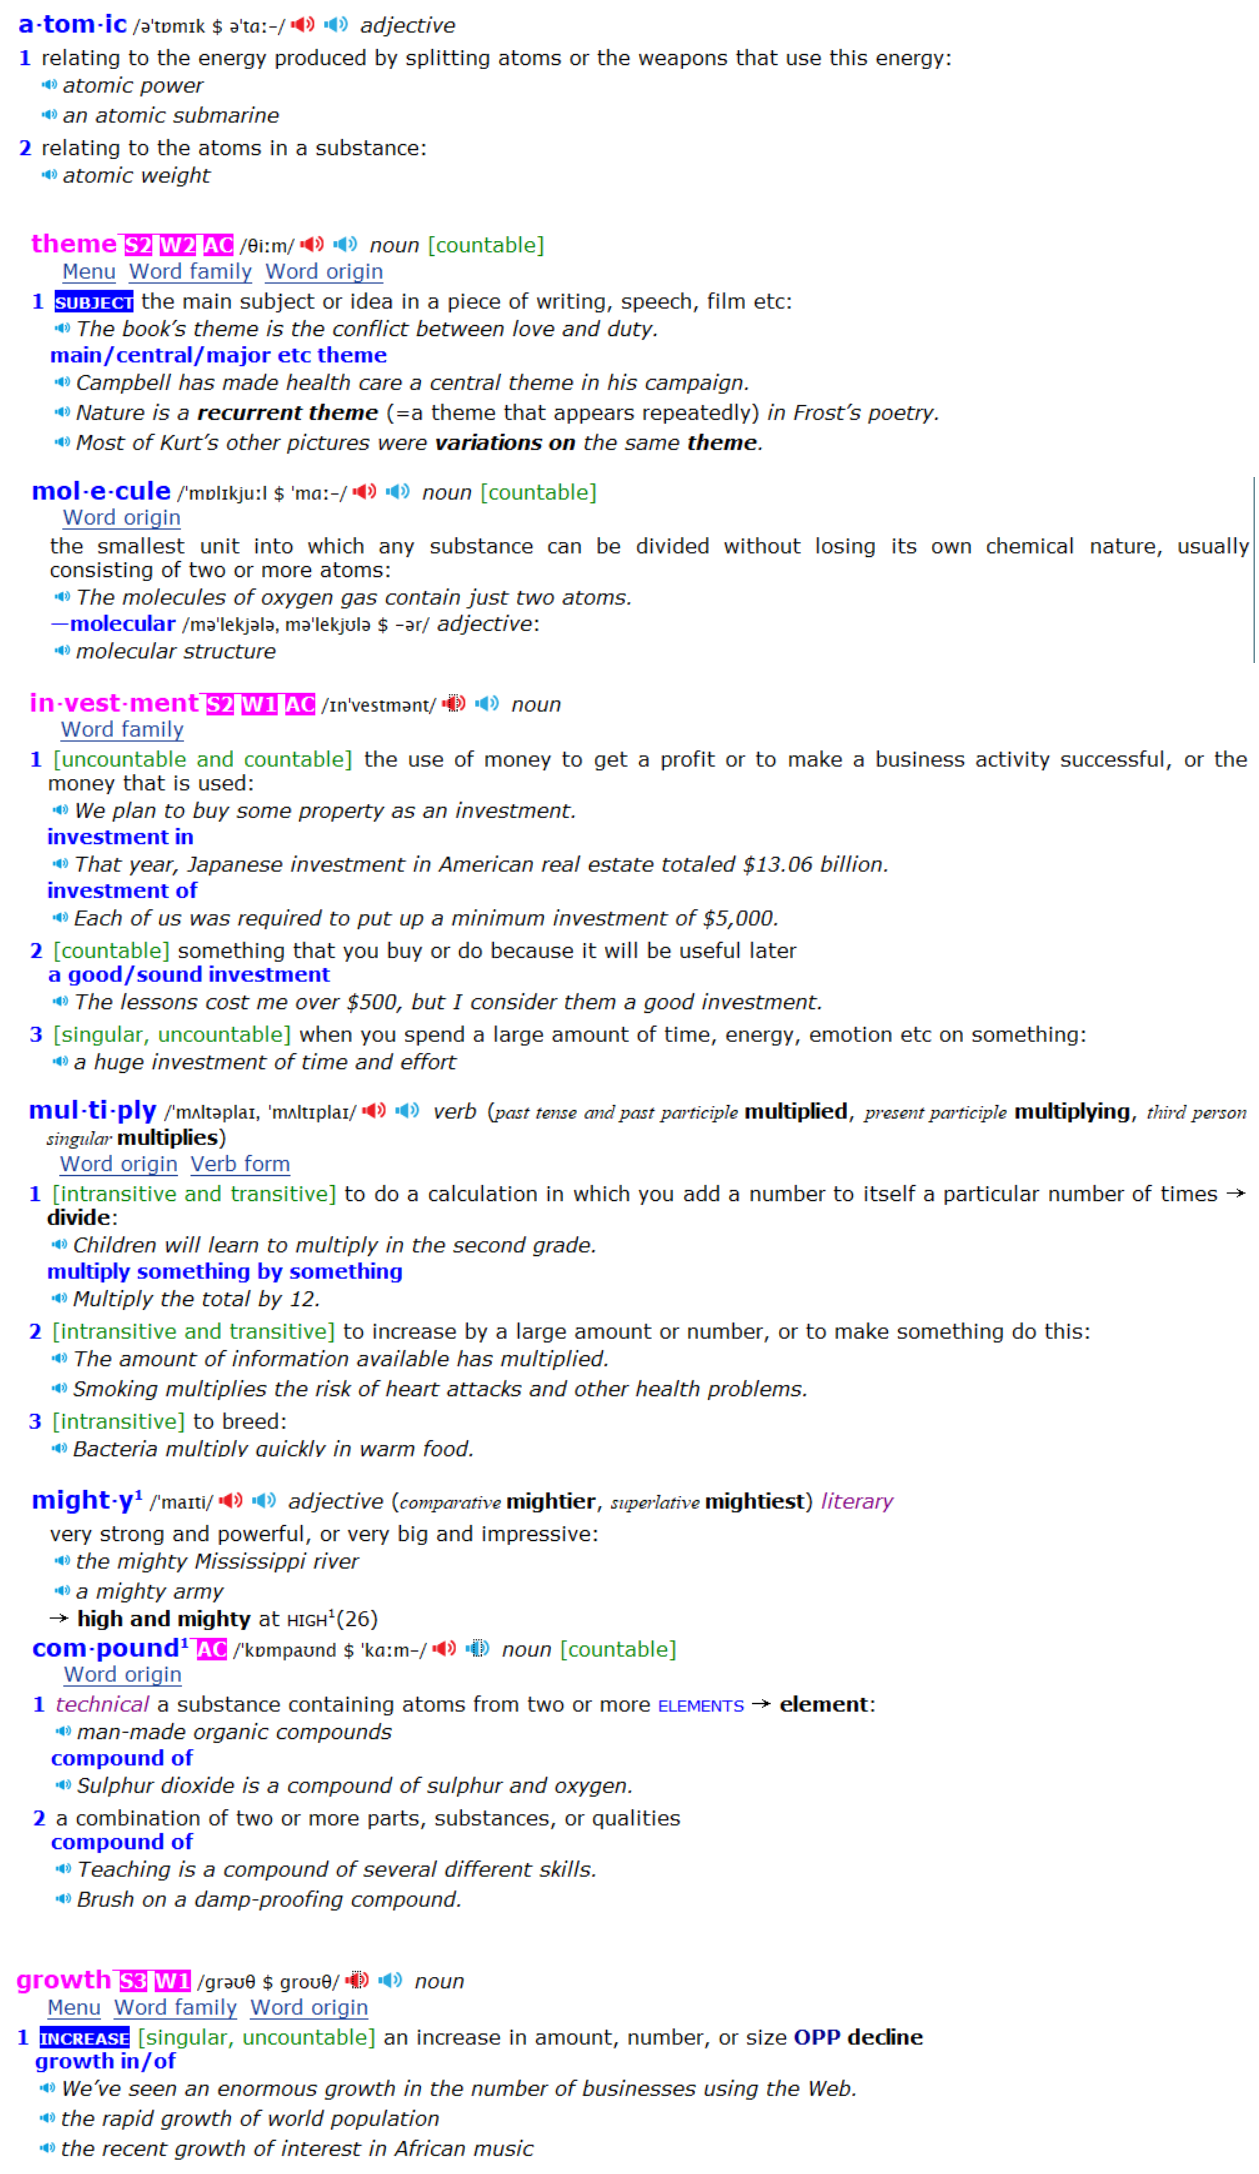 a·tom·ic /əˈtɒmɪk $ əˈtɑː-/ adjective
1 relating to the energy produced by splitting atoms or the weapons that use this energy:
atomic power
an atomic submarine
2 relating to the atoms in a substance:
atomic weight
theme S2 W2 AC /θiːm/ noun [countable]
Menu Word family Word origin
1 SUBJECT the main subject or idea in a piece of writing, speech, film etc:
The book’s theme is the conflict between love and duty.
main/central/major etc theme
Campbell has made health care a central theme in his campaign.
Nature is a recurrent theme (=a theme that appears repeatedly) in Frost’s poetry.
Most of Kurt’s other pictures were variations on the same theme.
mol·e·cule /ˈmɒlɪkjuːl $ ˈmɑː-/ noun [countable]
Word origin
the smallest unit into which any substance can be divided without losing its own chemical nature, usually
consisting of two or more atoms:
The molecules of oxygen gas contain just two atoms.
—molecular /məˈlekjələ, məˈlekjʊlə $ -ər/ adjective:
molecular structure
in·vest·ment S2 W1 AC /ɪnˈvestmənt/ noun
Word family
1 [uncountable and countable] the use of money to get a profit or to make a business activity successful, or the
money that is used:
We plan to buy some property as an investment.
investment in
That year, Japanese investment in American real estate totaled $13.06 billion.
investment of
Each of us was required to put up a minimum investment of $5,000.
2 [countable] something that you buy or do because it will be useful later
a good/sound investment
The lessons cost me over $500, but I consider them a good investment.
3 [singular, uncountable] when you spend a large amount of time, energy, emotion etc on something:
a huge investment of time and effort
mul·ti·ply /ˈmʌltəplaɪ, ˈmʌltɪplaɪ/ verb (past tense and past participle multiplied, present participle multiplying, third person
singular multiplies)
Word origin Verb form
1 [intransitive and transitive] to do a calculation in which you add a number to itself a particular number of times →
divide:
Children will learn to multiply in the second grade.
multiply something by something
Multiply the total by 12.
2 [intransitive and transitive] to increase by a large amount or number, or to make something do this:
The amount of information available has multiplied.
Smoking multiplies the risk of heart attacks and other health problems.
3 [intransitive] to breed:
Bacteria multiply quickly in warm food.
might·y¹ /ˈmaɪti/ adjective (comparative mightier, superlative mightiest) literary
very strong and powerful, or very big and impressive:
the mighty Mississippi river
a mighty army
→ high and mighty at HIGH¹(26)
com·pound¹ AC /ˈkɒmpaʊnd $ ˈkɑːm-/ noun [countable]
Word origin
1 technical a substance containing atoms from two or more ELEMENTS → element:
man-made organic compounds
compound of
Sulphur dioxide is a compound of sulphur and oxygen.
2 a combination of two or more parts, substances, or qualities
compound of
Teaching is a compound of several different skills.
Brush on a damp-proofing compound.
growth S3 W1 /ɡrəʊθ $ ɡroʊθ/ noun
Menu Word family Word origin
1 INCREASE [singular, uncountable] an increase in amount, number, or size OPP decline
growth in/of
We’ve seen an enormous growth in the number of businesses using the Web.
the rapid growth of world population
the recent growth of interest in African music